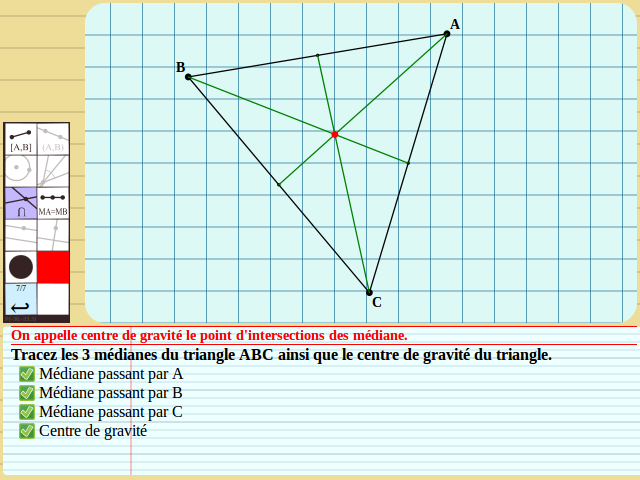 A
B
[A,B]
(A,B)
∩
MA=MB
7/7
C
On appelle centre de gravité le point d'intersections des médiane.
Tracez les 3 médianes du triangle ABC ainsi que le centre de gravité du triangle.
Médiane passant par A
Médiane passant par B
Médiane passant par C
Centre de gravité